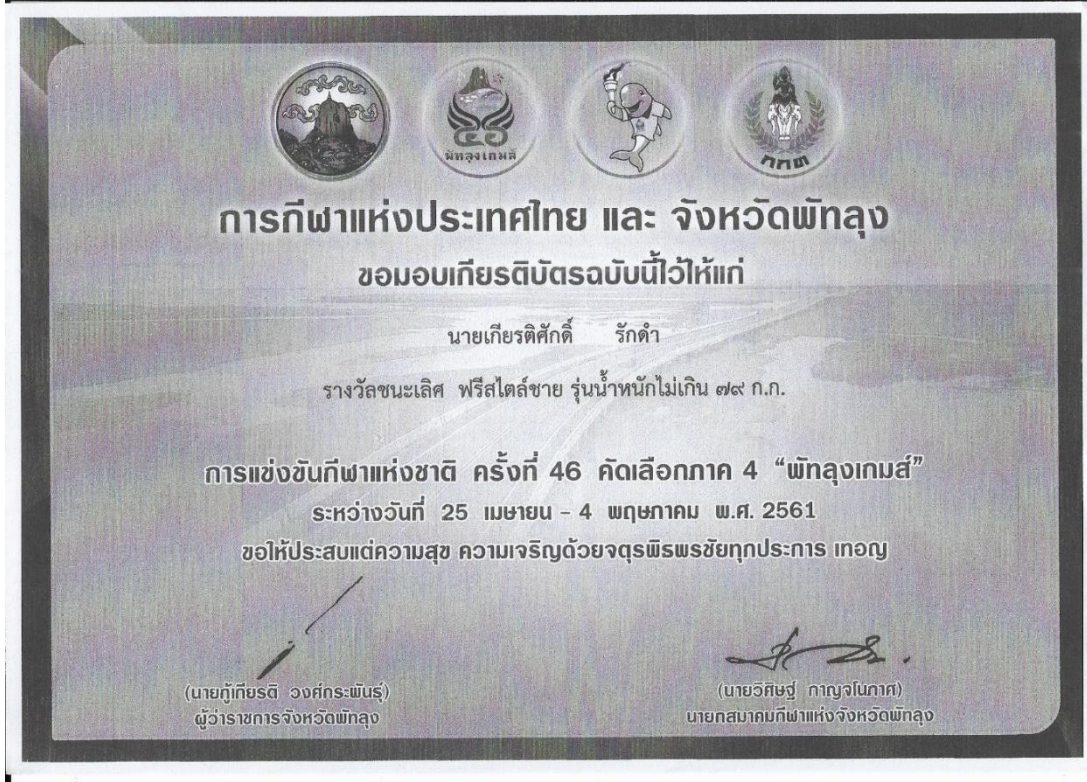 ๔๖
พัทลุงเกมส์
กกท
การกีฬาแห่งประเทศไทย และ จังหวัดพัทลุง
ขอมอบเกียรติบัตรฉบับนี้ไว้ให้แก่
นายเกียรติศักดิ์ รักดำ
รางวัลชนะเลิศ ฟรีสไตล์ชาย รุ่นน้ำหนักไม่เกิน ๗๙ ก.ก.
การแข่งขันกีฬาแห่งชาติ ครั้งที่ 46 คัดเลือกภาค 4 “พัทลุงเกมส์”
ระหว่างวันที่ 25 เมษายน - 4 พฤษภาคม พ.ศ. 2561
ขอให้ประสบแต่ความสุข ความเจริญด้วยจตุรพิธพรชัยทุกประการ เทอญ
(นายกู้เกียรติ วงศ์กระพันธุ์)
ผู้ว่าราชการจังหวัดพัทลุง
(นายวิศิษฐ์ กาญจโนภาศ)
นายกสมาคมกีฬาแห่งจังหวัดพัทลุง